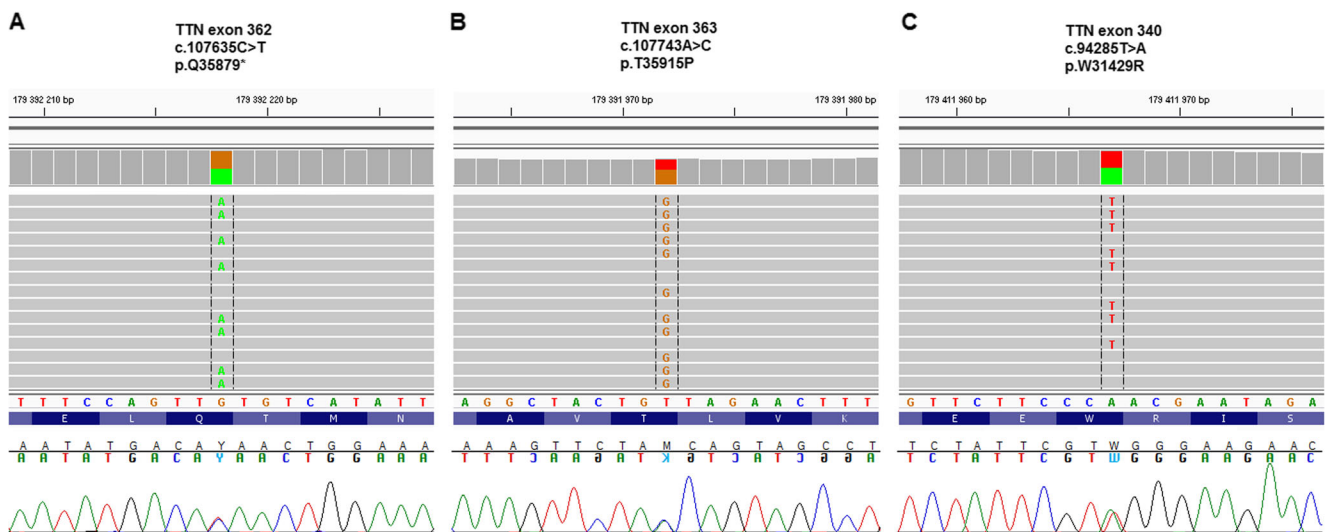 A
TTN exon 362
c.107635C>T
p.Q35879*
179 392 210 bp 179 392 220 bp
A
A
A
A
A
A
A
A
T T T C C A G T T G T G T C A T A T T
E L Q T M N
A A T A T G A C A Y A A C T G G A A A
A A T A T G A C A Y A A C T G G A A A
B
TTN exon 363
c.107743A>C
p.T35915P
179 391 970 bp 179 391 980 bp
G
G
G
G
G
G
G
G
G
G
G
A G G C T A C T G T T A G A A C T T T
A V T L V K
A A A G T T C T A M C A G T A G C C T
T T T C A A G A T K G T C A T C G G A
C
TTN exon 340
c.94285T>A
p.W31429R
179 411 960 bp 179 411 970 bp
T
T
T
T
T
T
T
T
G T T C T T C C C A A C G A A T A G A
E E W R I S
T C T A T T C G T W G G G A A G A A C
T C T A T T C G T W G G G A A G A A C